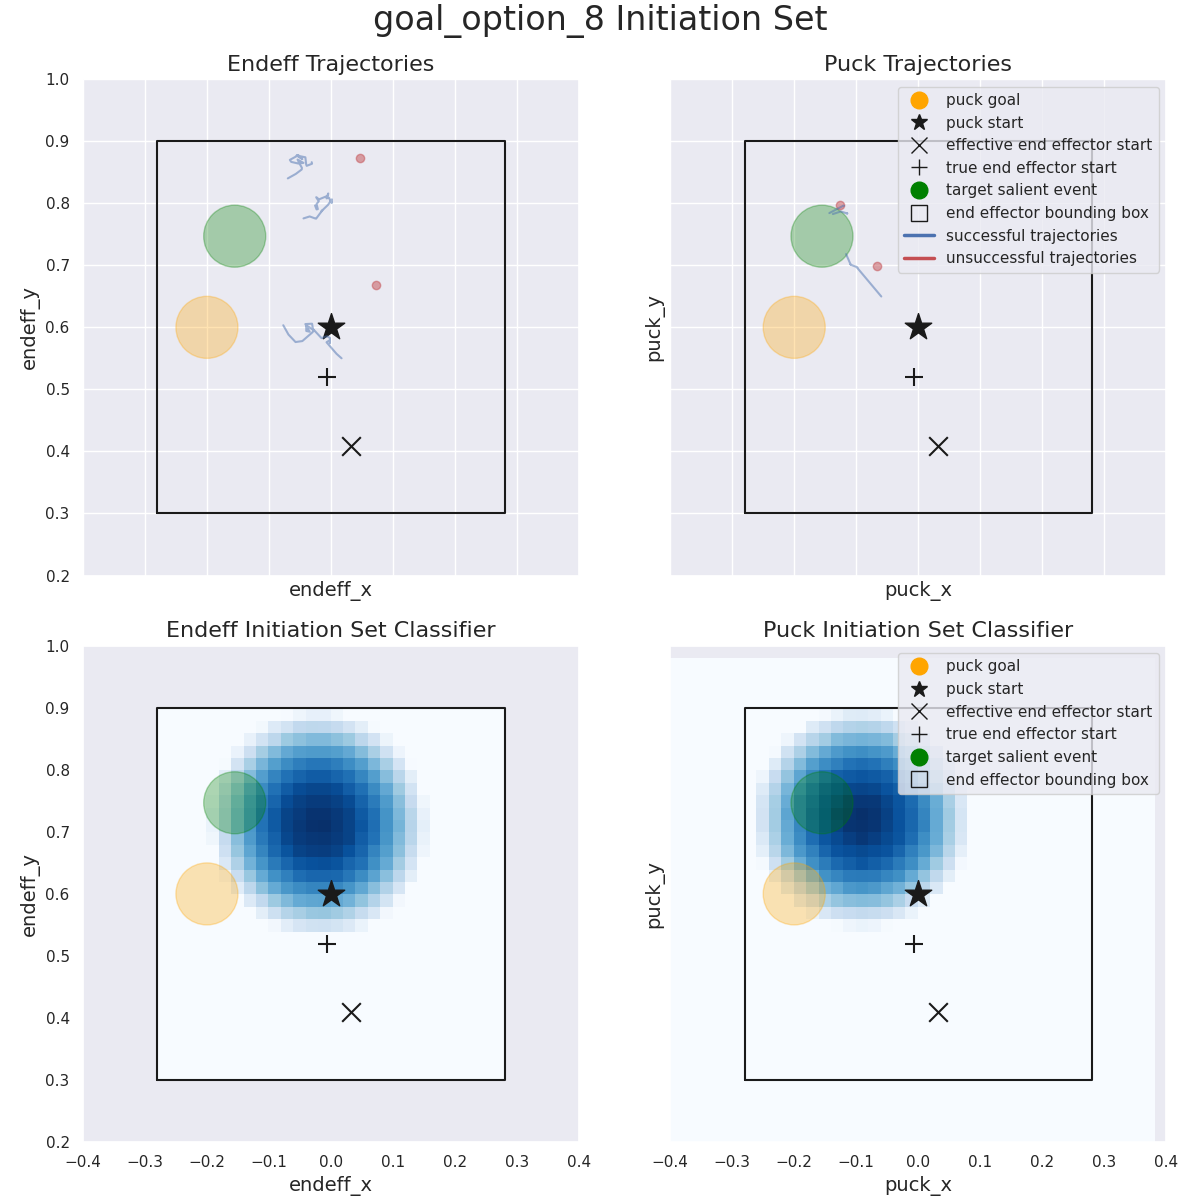 goal_option_8 Initiation Set
Endeff Trajectories
Puck Trajectories
1.0
0.9
0.8
0.7
0.6
0.5
0.4
0.3
0.2
endeff_y
endeff_x
puck_y
puck_x
puck goal
puck start
effective end effector start
true end effector start
target salient event
end effector bounding box
successful trajectories
unsuccessful trajectories
Endeff Initiation Set Classifier
Puck Initiation Set Classifier
1.0
0.9
0.8
0.7
0.6
0.5
0.4
0.3
0.2
endeff_y
−0.4 −0.3 −0.2 −0.1 0.0 0.1 0.2 0.3 0.4
endeff_x
puck_y
puck goal
puck start
effective end effector start
true end effector start
target salient event
end effector bounding box
−0.4 −0.3 −0.2 −0.1 0.0 0.1 0.2 0.3 0.4
puck_x